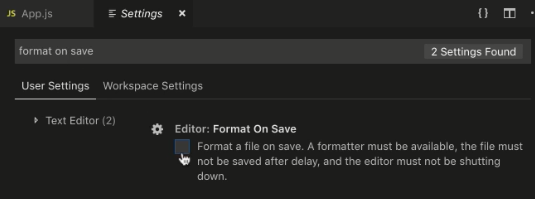 JS App.js Settings × { }
format on save 2 Settings Found
User Settings Workspace Settings
Text Editor (2)
Editor: Format On Save
Format a file on save. A formatter must be available, the file must
not be saved after delay, and the editor must not be shutting
down.